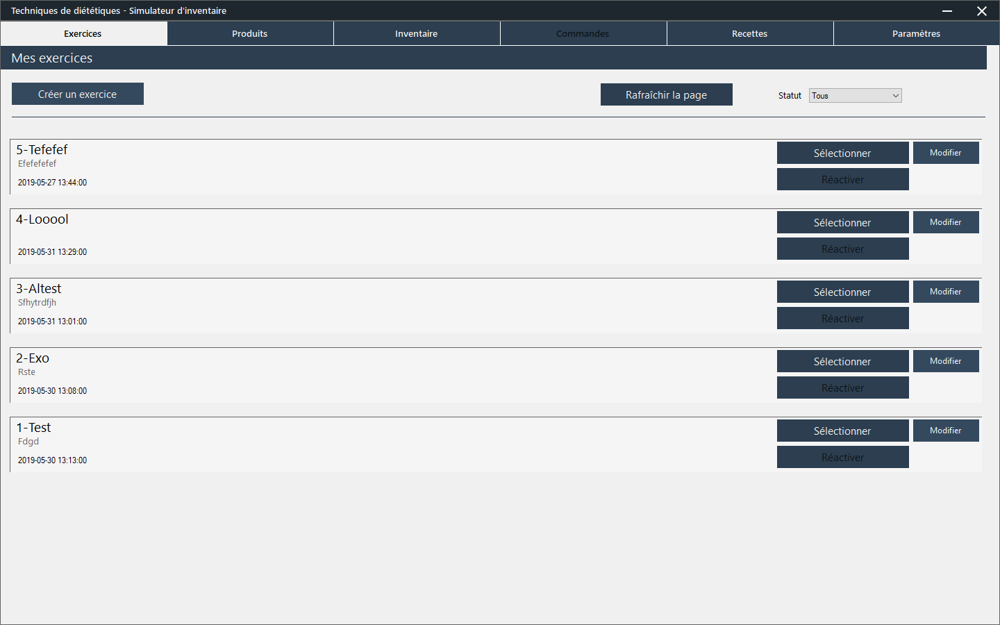 Techniques de diététiques - Simulateur d'inventaire
Exercices Produits Inventaire Commandes Recettes Paramètres
Mes exercices
Créer un exercice Rafraîchir la page Statut Tous
5-Tefefef Sélectionner Modifier
Efefefefef
2019-05-27 13:44:00 Réactiver
4-Looool Sélectionner Modifier
2019-05-31 13:29:00 Réactiver
3-Altest Sélectionner Modifier
Sfhytrdfjh
2019-05-31 13:01:00 Réactiver
2-Exo Sélectionner Modifier
Rste
2019-05-30 13:08:00 Réactiver
1-Test Sélectionner Modifier
Fdgd
2019-05-30 13:13:00 Réactiver